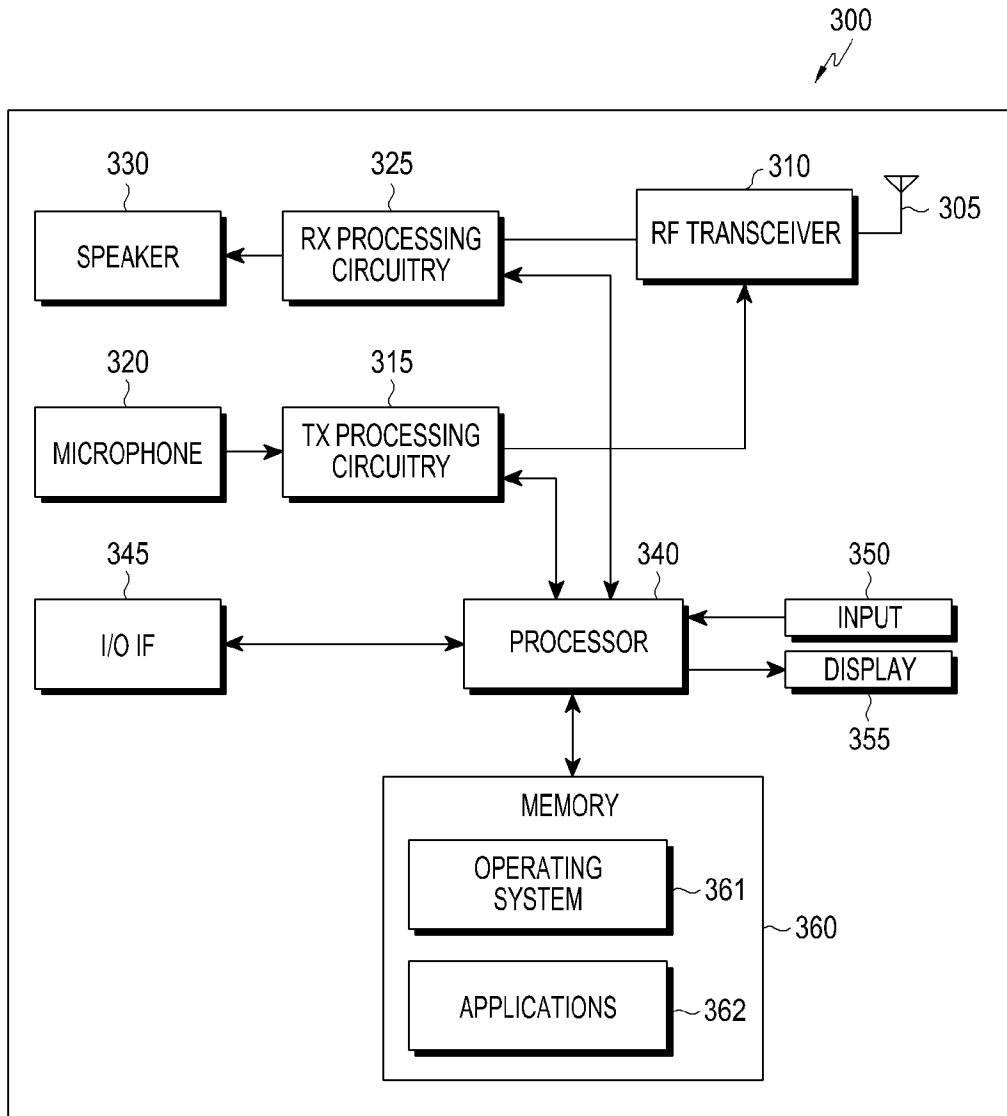 300
330
325
310
305
SPEAKER
RX PROCESSING
CIRCUITRY
RF TRANSCEIVER
320
315
MICROPHONE
TX PROCESSING
CIRCUITRY
345
340
350
I/O IF
PROCESSOR
INPUT
DISPLAY
355
MEMORY
OPERATING
SYSTEM
361
360
APPLICATIONS
362